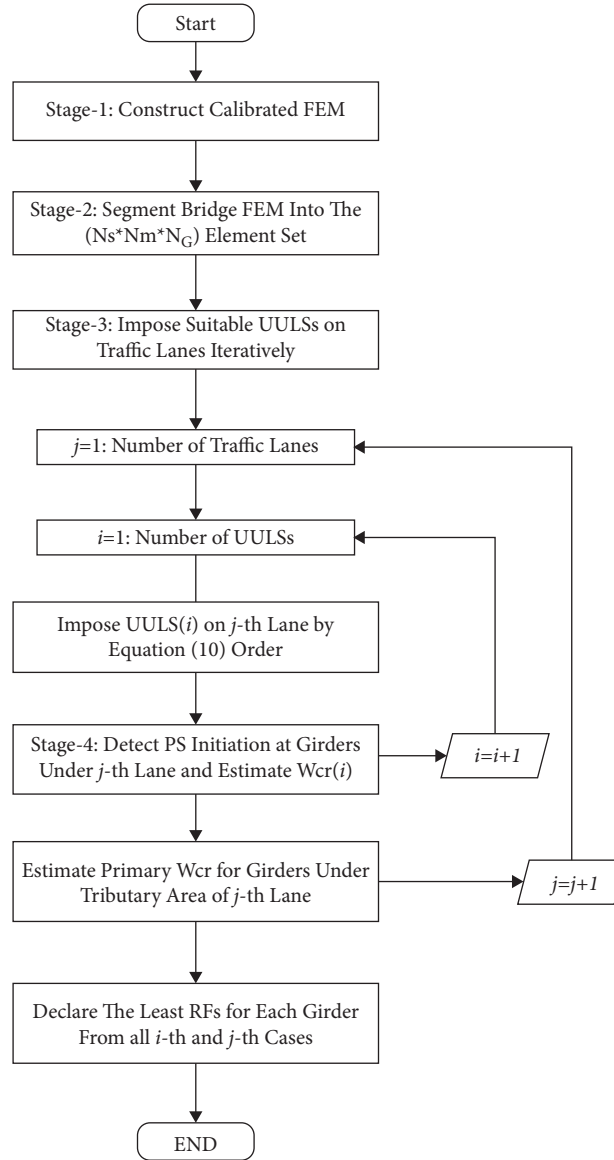 Start
Stage-1: Construct Calibrated FEM
Stage-2: Segment Bridge FEM Into The
(Ns*Nm*N_G) Element Set
Stage-3: Impose Suitable UULSs on
Traffic Lanes Iteratively
j=1: Number of Traffic Lanes
i=1: Number of UULSs
Impose UULS(i) on j-th Lane by
Equation (10) Order
Stage-4: Detect PS Initiation at Girders
Under j-th Lane and Estimate Wcr(i)
i=i+1
Estimate Primary Wcr for Girders Under
Tributary Area of j-th Lane
j=j+1
Declare The Least RFs for Each Girder
From all i-th and j-th Cases
END